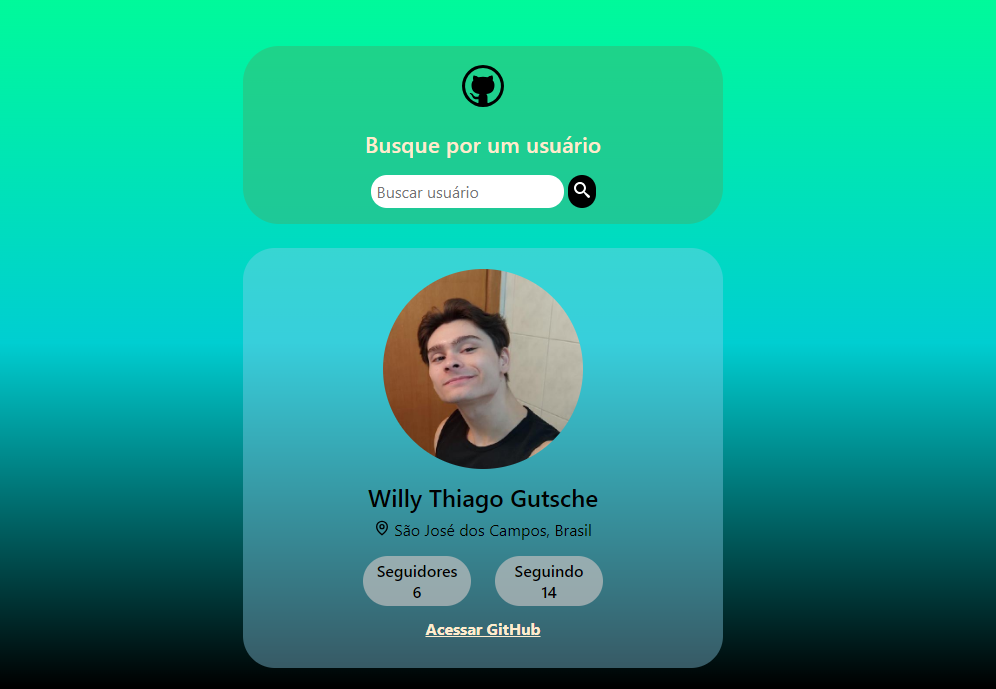 Busque por um usuário
Buscar usuário
Willy Thiago Gutsche
São José dos Campos, Brasil
Seguidores
6
Seguindo
14
Acessar GitHub